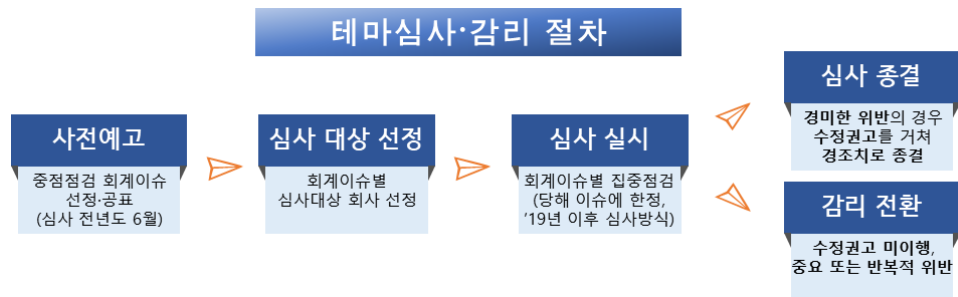 테마심사·감리 절차
사전예고
중점점검 회계이슈
선정·공표
(심사 전년도 6월)
심사 대상 선정
회계이슈별
심사대상 회사 선정
심사 실시
회계이슈별 집중점검
(당해 이슈에 한정,
'19년 이후 심사방식)
심사 종결
경미한 위반의 경우
수정권고를 거쳐
경조치로 종결
감리 전환
수정권고 미이행,
중요 또는 반복적 위반